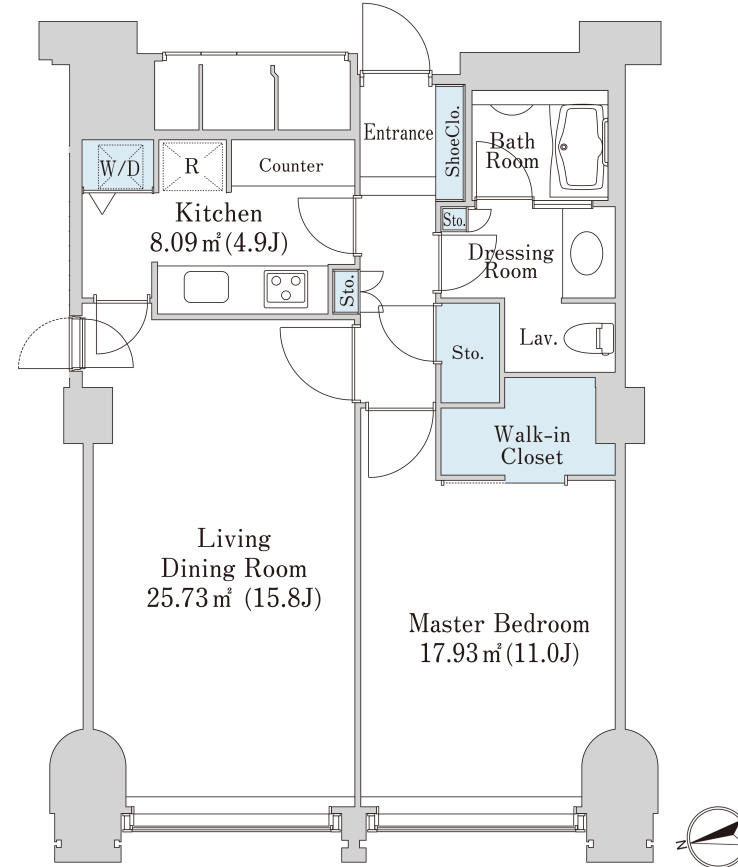 Entrance
ShoeClo.
Bath
Room
W/D
R
Counter
Kitchen
8.09㎡(4.9J)
Sto.
Dressing
Room
Sto.
Sto.
Lav.
Walk-in
Closet
Living
Dining Room
25.73㎡ (15.8J)
Master Bedroom
17.93㎡(11.0J)
N